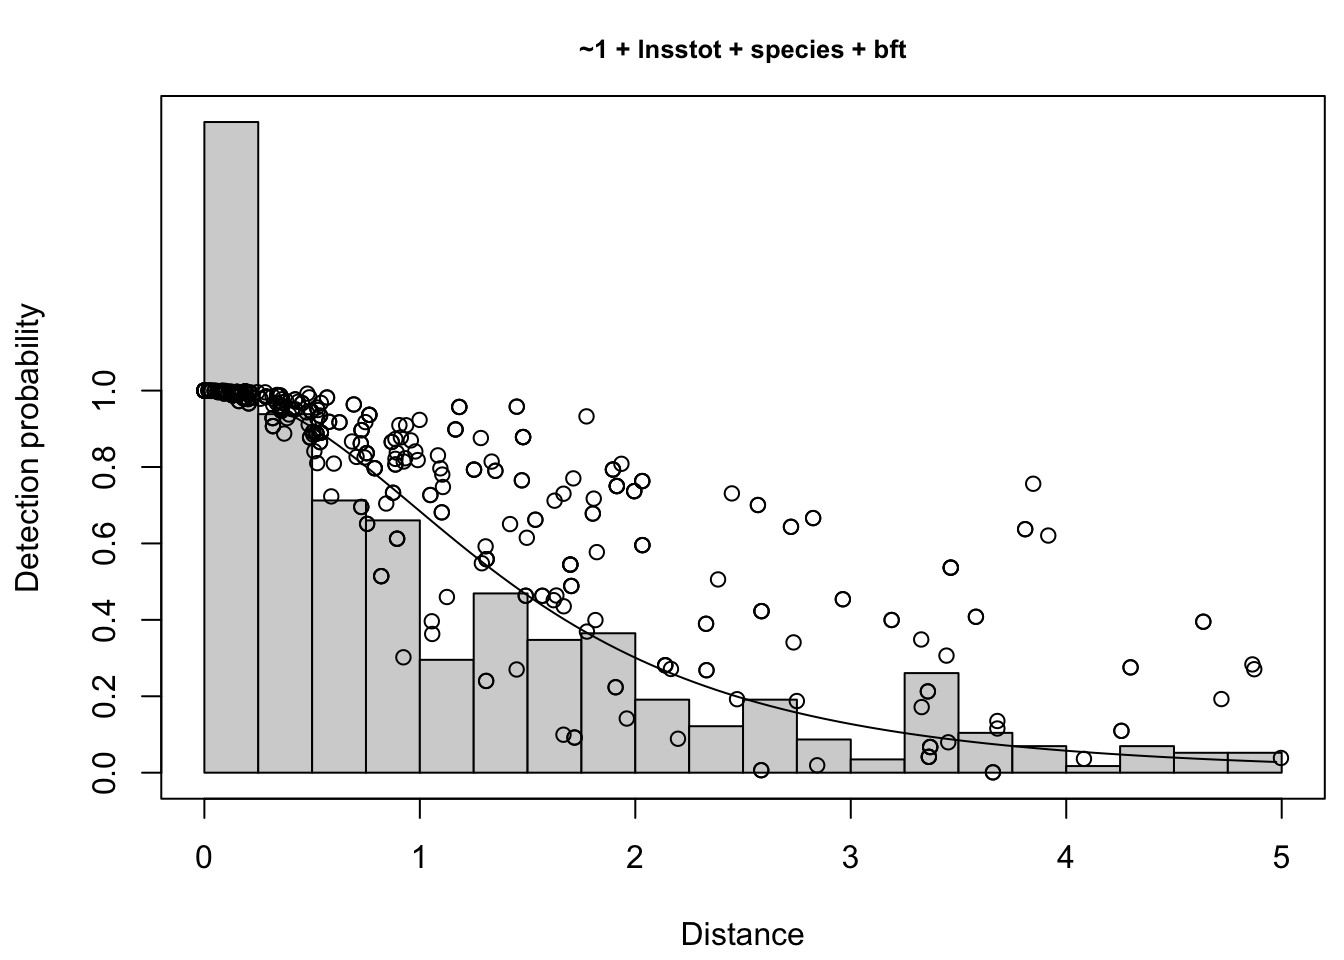 ~1 + lnsstot + species + bft
Detection probability
1.0
0.8
0.6
0.4
0.2
0.0
0 1 2 3 4 5
Distance